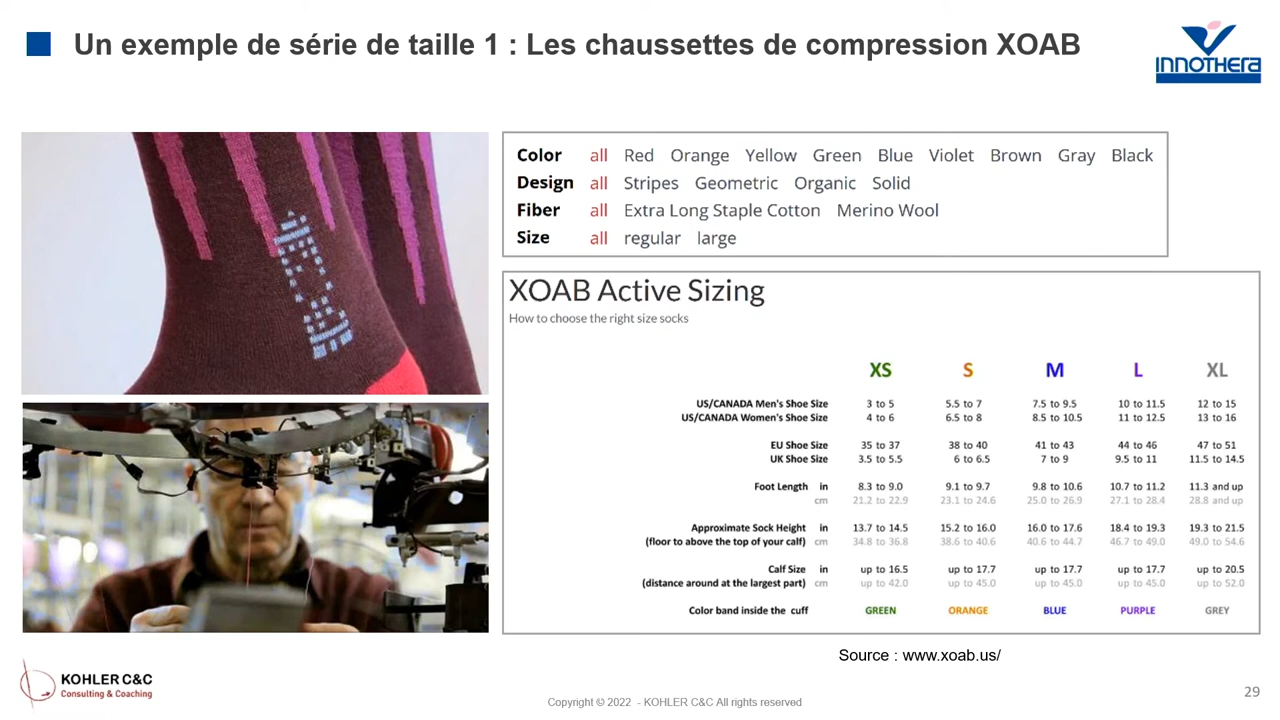 Un exemple de série de taille 1 : Les chaussettes de compression XOAB
INNOTHERA
Color all Red Orange Yellow Green Blue Violet Brown Gray Black
Design all Stripes Geometric Organic Solid
Fiber all Extra Long Staple Cotton Merino Wool
Size all regular large
XOAB Active Sizing
How to choose the right size socks
XS S M L XL
US/CANADA Men's Shoe Size 3 to 5 5.5 to 7 7.5 to 9.5 10 to 11.5 12 to 15
US/CANADA Women's Shoe Size 4 to 6 6.5 to 8 8.5 to 10.5 11 to 12.5 13 to 16
EU Shoe Size 35 to 37 38 to 40 41 to 43 44 to 46 47 to 51
UK Shoe Size 3.5 to 5.5 6 to 6.5 7 to 9 9.5 to 11 11.5 to 14.5
Foot Length in 8.3 to 9.0 9.1 to 9.7 9.8 to 10.6 10.7 to 11.2 11.3 and up
cm 21.2 to 22.9 23.1 to 24.6 25.0 to 26.9 27.1 to 28.4 28.8 and up
Approximate Sock Height in 13.7 to 14.5 15.2 to 16.0 16.0 to 17.6 18.4 to 19.3 19.3 to 21.5
(floor to above the top of your calf) cm 34.8 to 36.8 38.6 to 40.6 40.6 to 44.7 46.7 to 49.0 49.0 to 54.6
Calf Size in up to 16.5 up to 17.7 up to 17.7 up to 17.7 up to 20.5
(distance around at the largest part) cm up to 42.0 up to 45.0 up to 45.0 up to 45.0 up to 52.0
Color band inside the cuff GREEN ORANGE BLUE PURPLE GREY
Source : www.xoab.us/
KOHLER C&C
Consulting & Coaching
Copyright © 2022 - KOHLER C&C All rights reserved
29